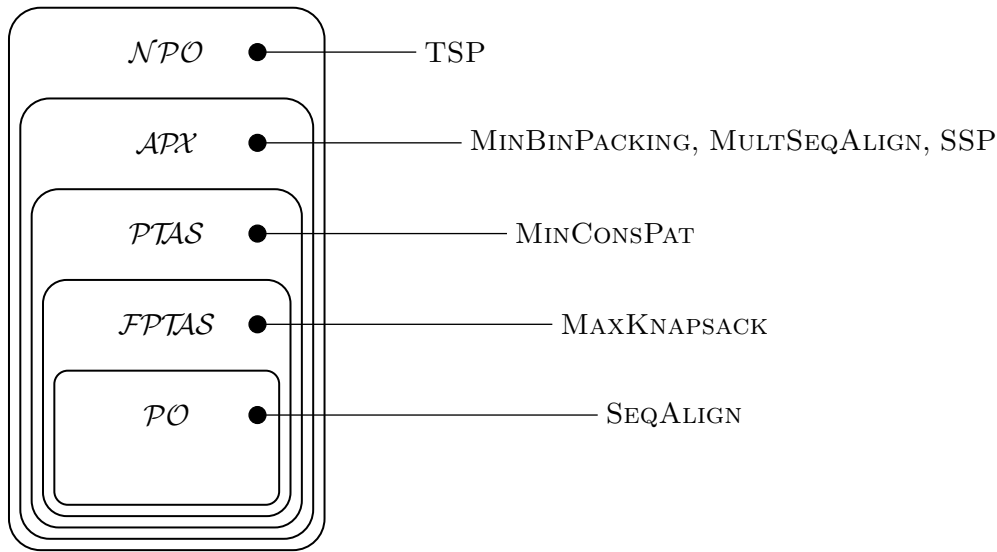 NPO TSP
APX MINBINPACKING, MULTSEQALIGN, SSP
PTAS MINCONSPAT
FPTAS MAXKNAPSACK
PO SEQALIGN